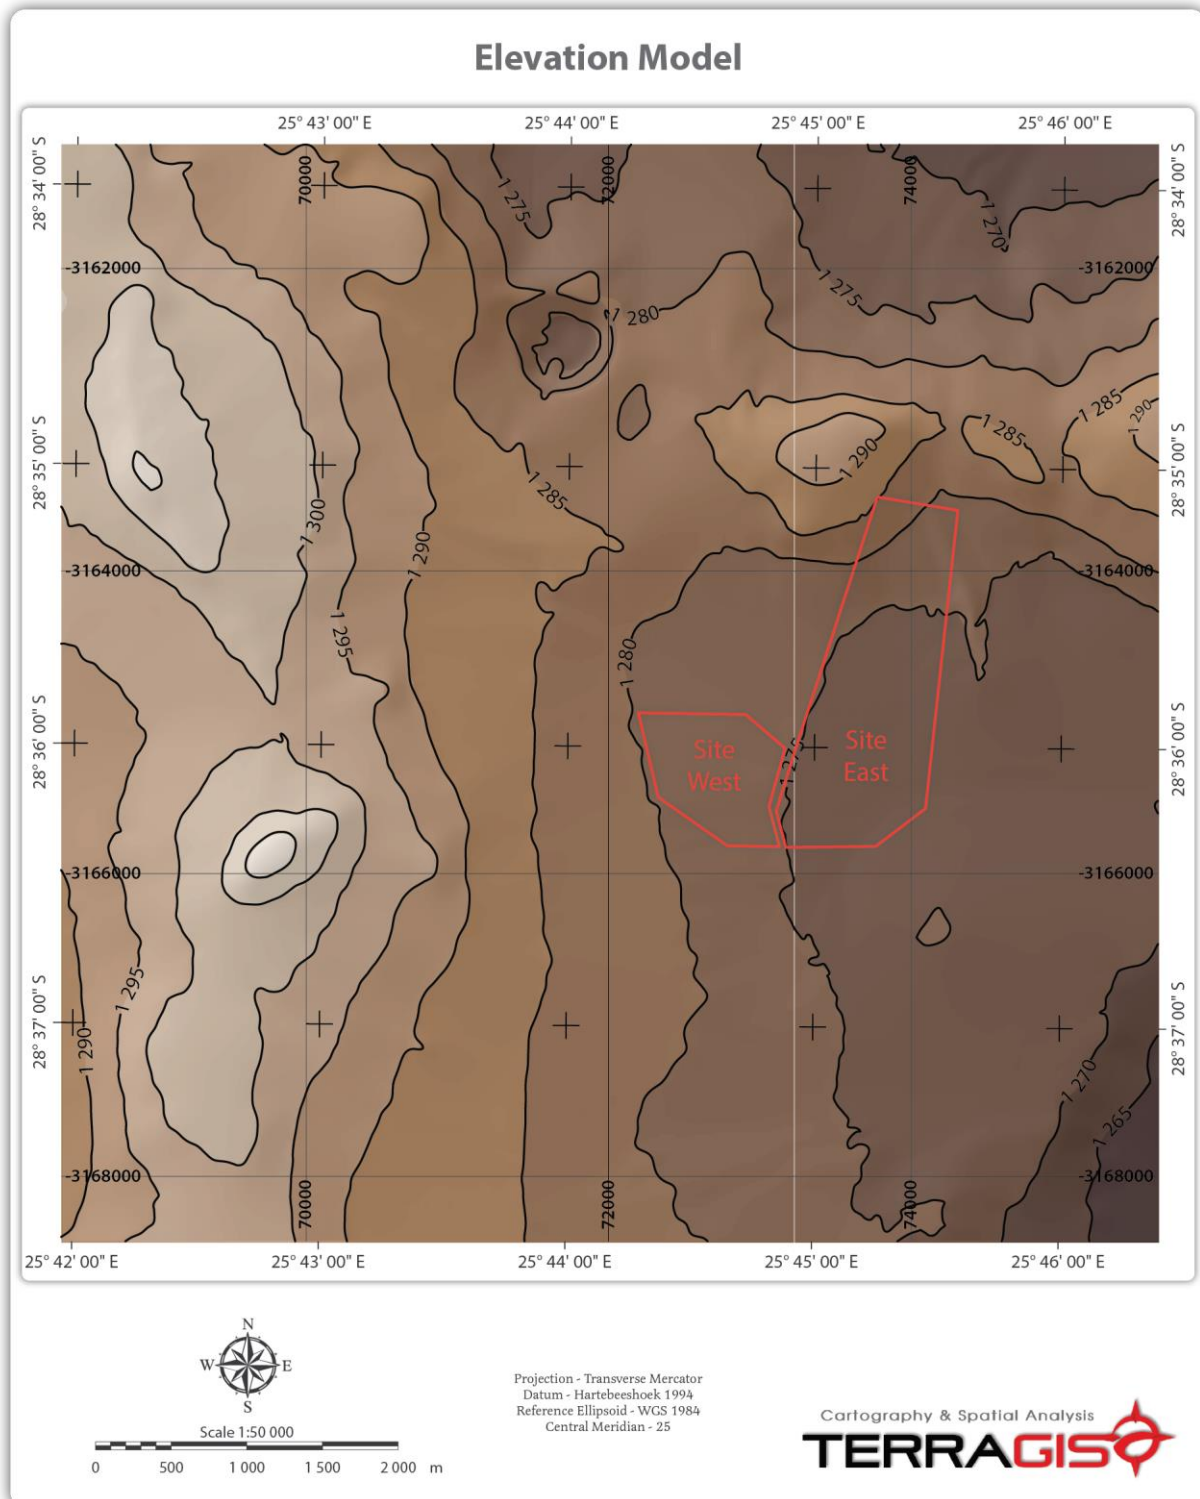 Elevation Model
25° 43' 00" E
25° 44' 00" E
25° 45' 00" E
25° 46' 00" E
28° 34' 00" S
70000
72000
74000
28° 34' 00" S
1 275
1 270
-3162000
-3162000
1 275
1 280
1 285
1 290
1 285
1 290
28° 35' 00" S
28° 35' 00" S
1 285
1 300
1 290
-3164000
-3164000
1 295
1 280
28° 36' 00" S
28° 36' 00" S
Site
West
1 275
Site
East
-3166000
-3166000
1 295
28° 37' 00" S
28° 37' 00" S
1 290
1 270
1 265
-3168000
-3168000
70000
72000
74000
25° 42' 00" E
25° 43' 00" E
25° 44' 00" E
25° 45' 00" E
25° 46' 00" E
N
W
E
S
Scale 1:50 000
0
500
1 000
1 500
2 000
m
Projection - Transverse Mercator
Datum - Hartebeeshoek 1994
Reference Ellipsoid - WGS 1984
Central Meridian - 25
Cartography & Spatial Analysis
TERRAGIS